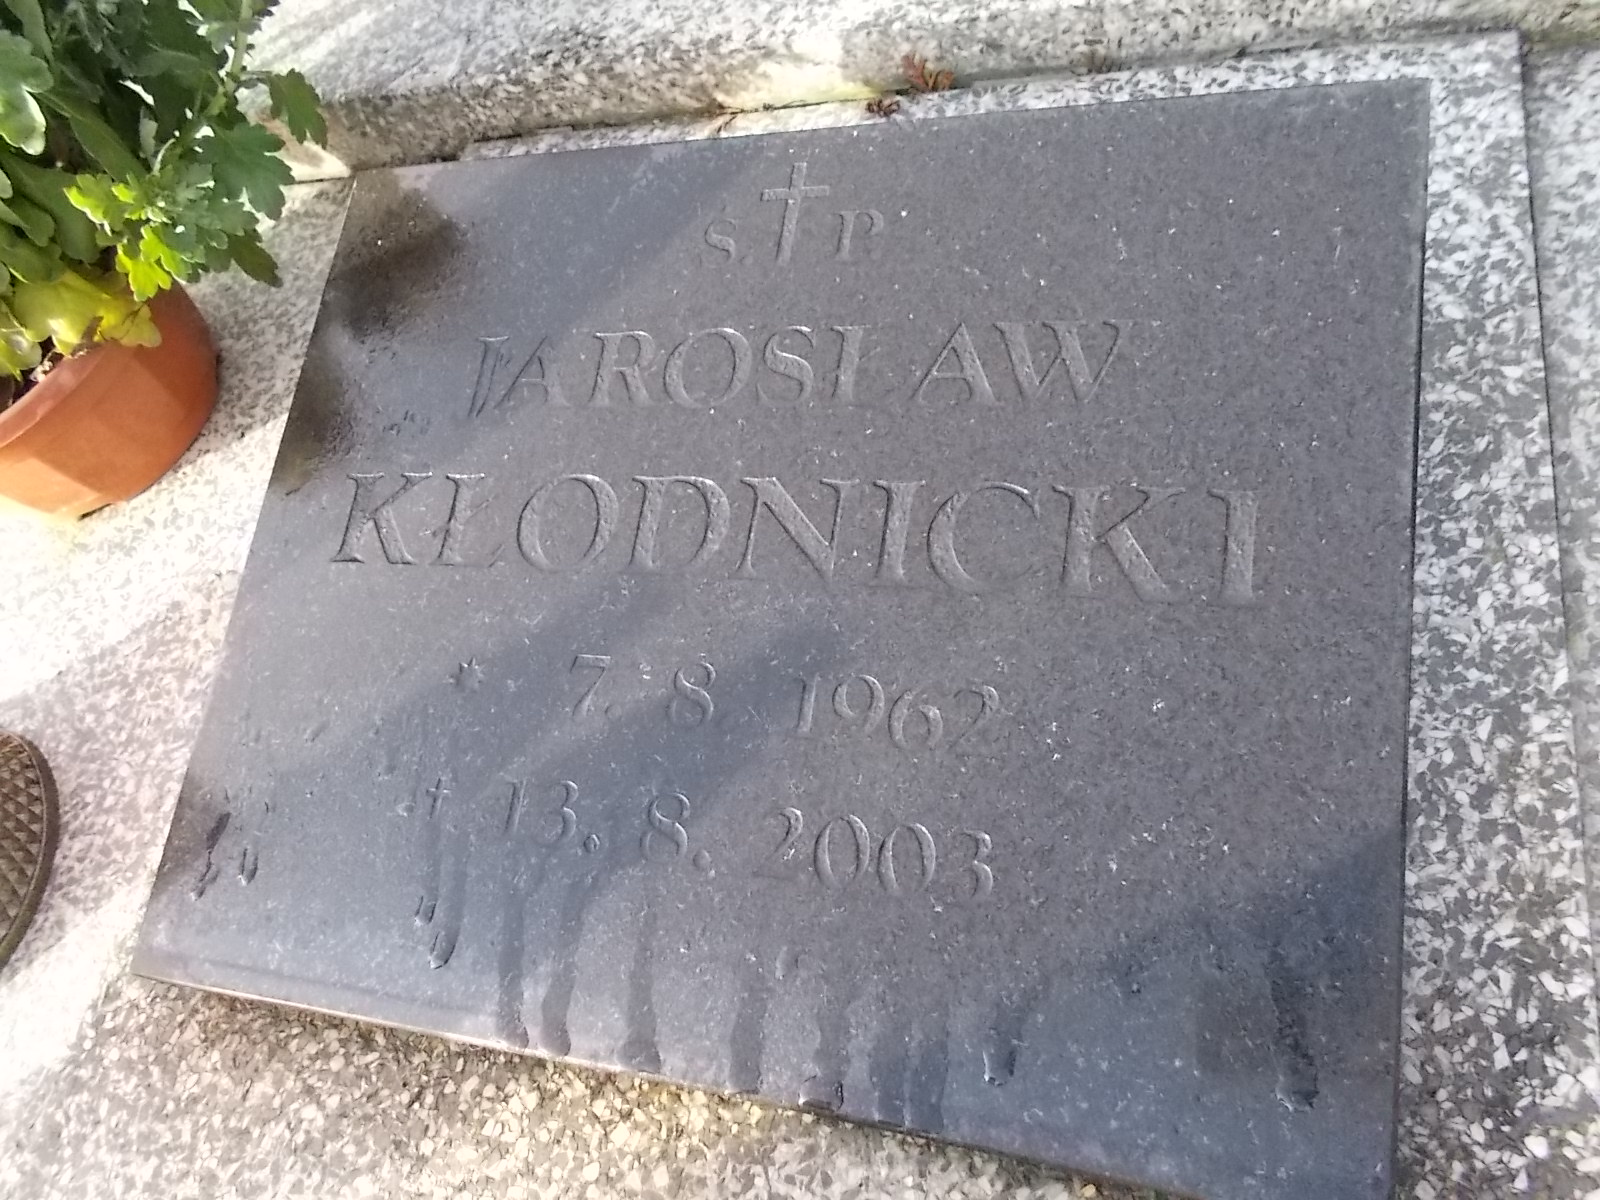 ś. † P.
JAROSŁAW
KŁODNICKI
* 7. 8 1962
† 13. 8. 2003